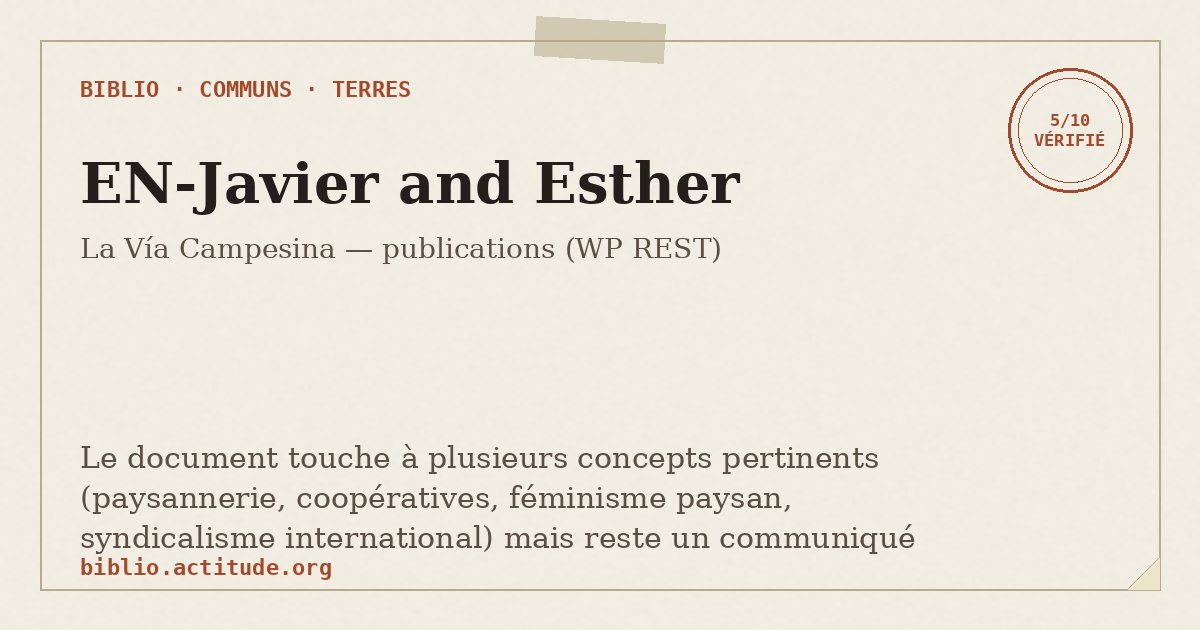 BIBLIO · COMMUNS · TERRES
5/10
VÉRIFIÉ
EN-Javier and Esther
La Vía Campesina — publications (WP REST)
Le document touche à plusieurs concepts pertinents
(paysannerie, coopératives, féminisme paysan,
syndicalisme international) mais reste un communiqué
biblio.actitude.org